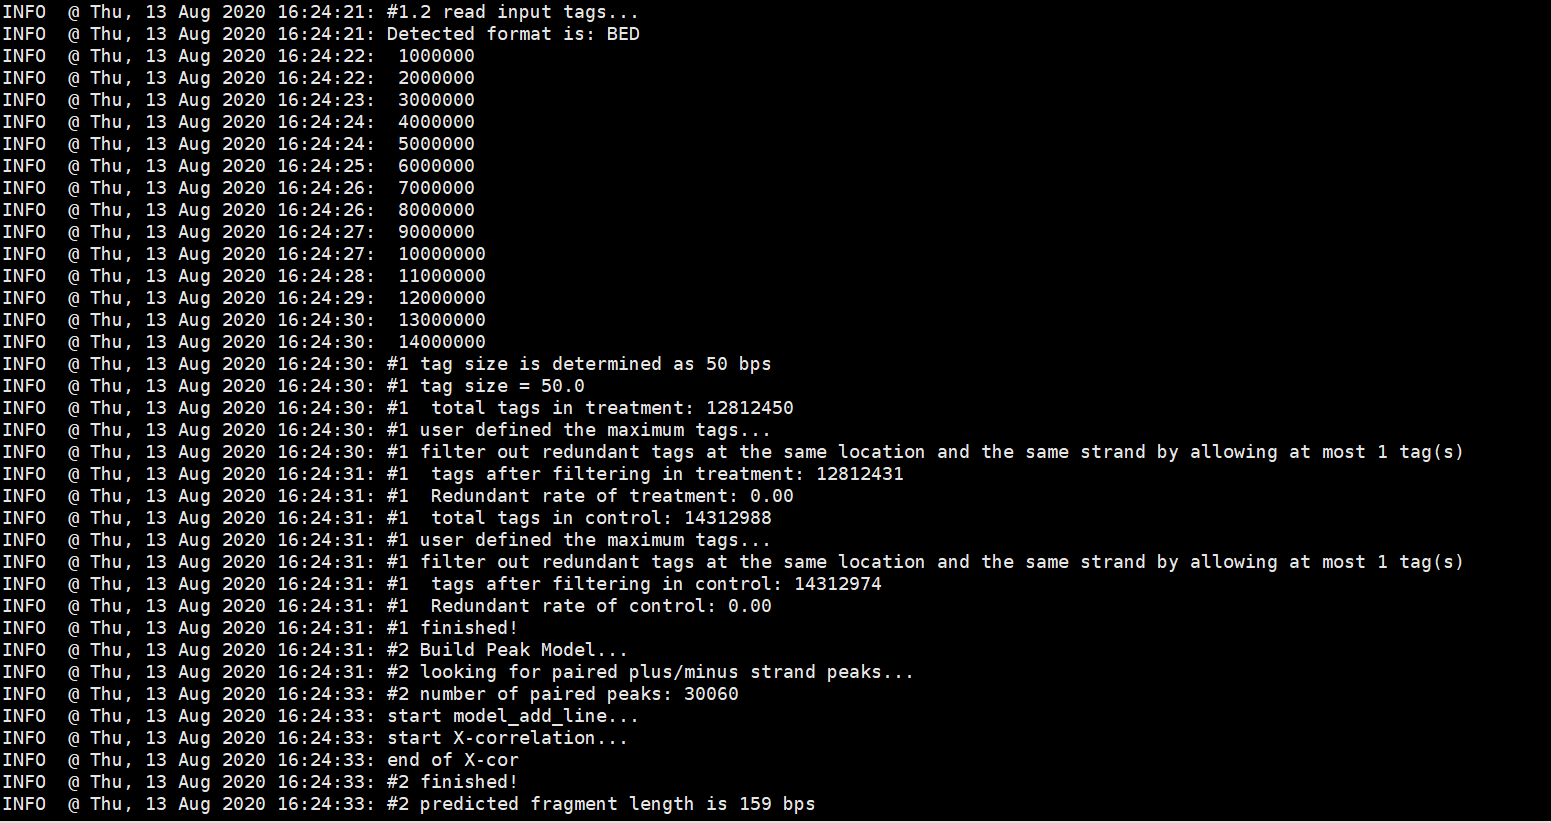 INFO  @ Thu, 13 Aug 2020 16:24:21: #1.2 read input tags...
INFO  @ Thu, 13 Aug 2020 16:24:21: Detected format is: BED
INFO  @ Thu, 13 Aug 2020 16:24:22:  1000000
INFO  @ Thu, 13 Aug 2020 16:24:22:  2000000
INFO  @ Thu, 13 Aug 2020 16:24:23:  3000000
INFO  @ Thu, 13 Aug 2020 16:24:24:  4000000
INFO  @ Thu, 13 Aug 2020 16:24:24:  5000000
INFO  @ Thu, 13 Aug 2020 16:24:25:  6000000
INFO  @ Thu, 13 Aug 2020 16:24:26:  7000000
INFO  @ Thu, 13 Aug 2020 16:24:26:  8000000
INFO  @ Thu, 13 Aug 2020 16:24:27:  9000000
INFO  @ Thu, 13 Aug 2020 16:24:27:  10000000
INFO  @ Thu, 13 Aug 2020 16:24:28:  11000000
INFO  @ Thu, 13 Aug 2020 16:24:29:  12000000
INFO  @ Thu, 13 Aug 2020 16:24:30:  13000000
INFO  @ Thu, 13 Aug 2020 16:24:30:  14000000
INFO  @ Thu, 13 Aug 2020 16:24:30: #1 tag size is determined as 50 bps
INFO  @ Thu, 13 Aug 2020 16:24:30: #1 tag size = 50.0
INFO  @ Thu, 13 Aug 2020 16:24:30: #1  total tags in treatment: 12812450
INFO  @ Thu, 13 Aug 2020 16:24:30: #1 user defined the maximum tags...
INFO  @ Thu, 13 Aug 2020 16:24:30: #1 filter out redundant tags at the same location and the same strand by allowing at most 1 tag(s)
INFO  @ Thu, 13 Aug 2020 16:24:31: #1  tags after filtering in treatment: 12812431
INFO  @ Thu, 13 Aug 2020 16:24:31: #1  Redundant rate of treatment: 0.00
INFO  @ Thu, 13 Aug 2020 16:24:31: #1  total tags in control: 14312988
INFO  @ Thu, 13 Aug 2020 16:24:31: #1 user defined the maximum tags...
INFO  @ Thu, 13 Aug 2020 16:24:31: #1 filter out redundant tags at the same location and the same strand by allowing at most 1 tag(s)
INFO  @ Thu, 13 Aug 2020 16:24:31: #1  tags after filtering in control: 14312974
INFO  @ Thu, 13 Aug 2020 16:24:31: #1  Redundant rate of control: 0.00
INFO  @ Thu, 13 Aug 2020 16:24:31: #1 finished!
INFO  @ Thu, 13 Aug 2020 16:24:31: #2 Build Peak Model...
INFO  @ Thu, 13 Aug 2020 16:24:31: #2 looking for paired plus/minus strand peaks...
INFO  @ Thu, 13 Aug 2020 16:24:33: #2 number of paired peaks: 30060
INFO  @ Thu, 13 Aug 2020 16:24:33: start model_add_line...
INFO  @ Thu, 13 Aug 2020 16:24:33: start X-correlation...
INFO  @ Thu, 13 Aug 2020 16:24:33: end of X-cor
INFO  @ Thu, 13 Aug 2020 16:24:33: #2 finished!
INFO  @ Thu, 13 Aug 2020 16:24:33: #2 predicted fragment length is 159 bps